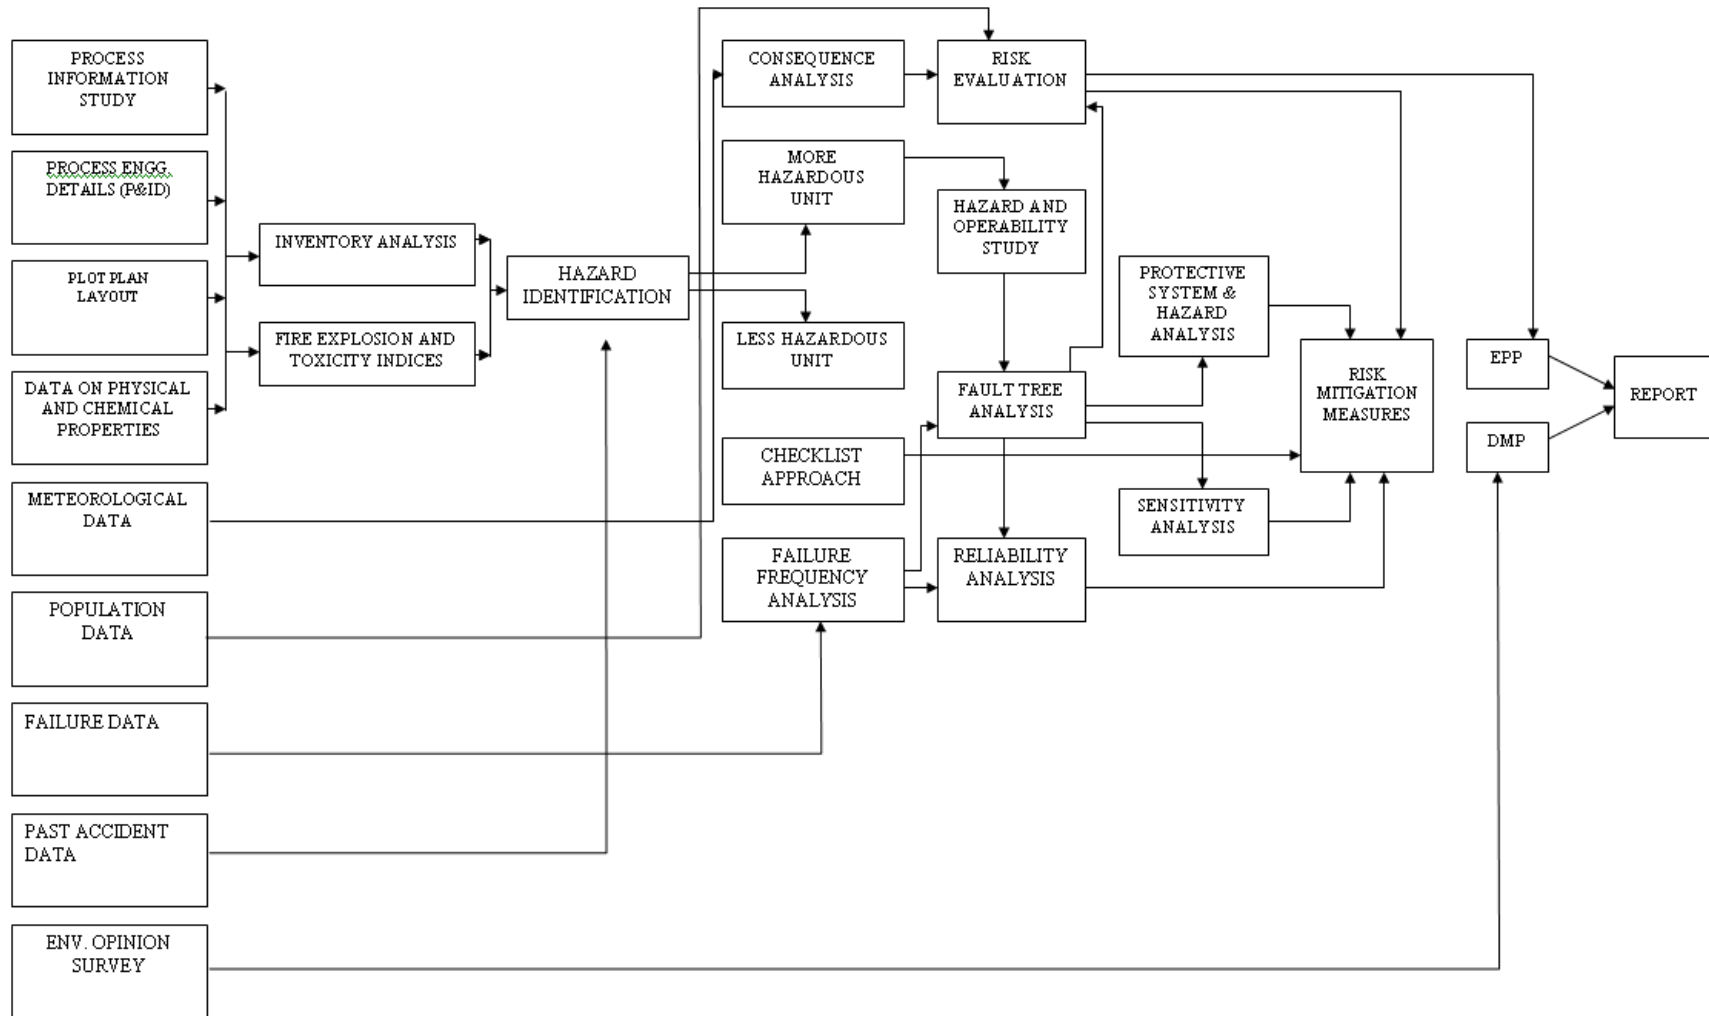 PROCESS
INFORMATION
STUDY
PROCESS ENGG.
DETAILS (P&ID)
PLOT PLAN
LAYOUT
DATA ON PHYSICAL
AND CHEMICAL
PROPERTIES
METEOROLOGICAL
DATA
POPULATION
DATA
FAILURE DATA
PAST ACCIDENT
DATA
ENV. OPINION
SURVEY
INVENTORY ANALYSIS
FIRE EXPLOSION AND
TOXICITY INDICES
HAZARD
IDENTIFICATION
CONSEQUENCE
ANALYSIS
MORE
HAZARDOUS
UNIT
LESS HAZARDOUS
UNIT
CHECKLIST
APPROACH
FAILURE
FREQUENCY
ANALYSIS
RISK
EVALUATION
HAZARD AND
OPERABILITY
STUDY
FAULT TREE
ANALYSIS
RELIABILITY
ANALYSIS
PROTECTIVE
SYSTEM &
HAZARD
ANALYSIS
SENSITIVITY
ANALYSIS
RISK
MITIGATION
MEASURES
EPP
DMP
REPORT